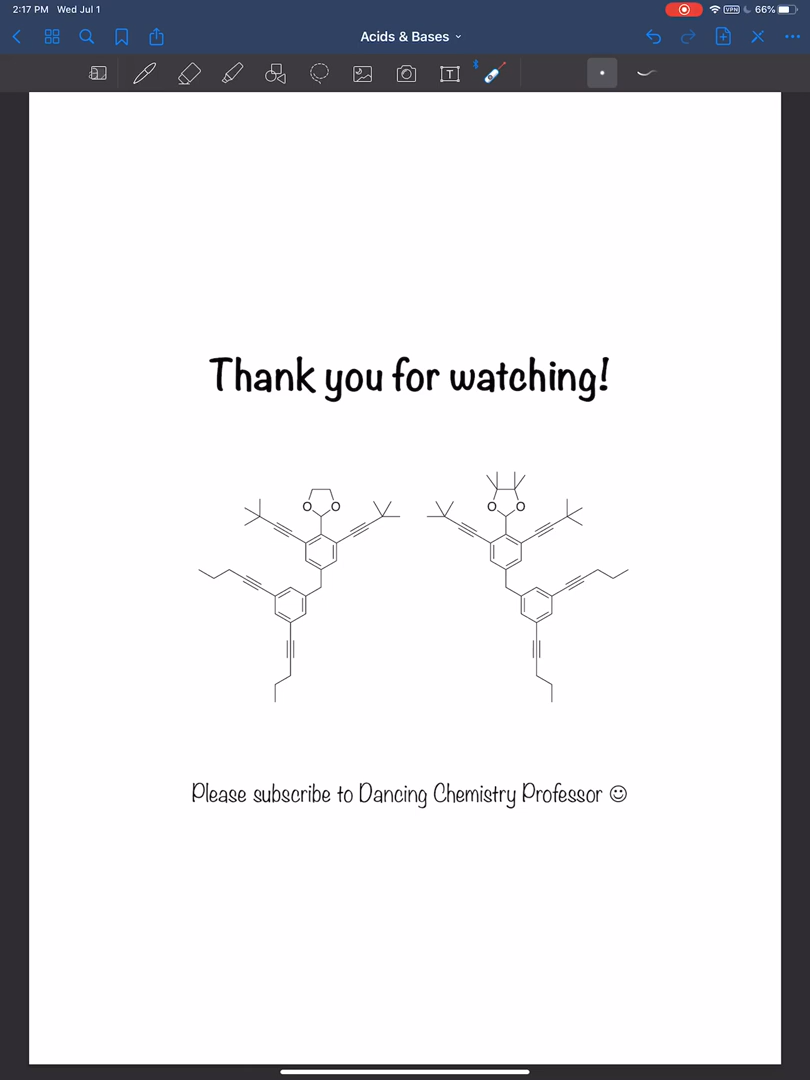 2:17 PM Wed Jul 1
VPN 66%
Acids & Bases
T
Thank you for watching!
O O
O O
Please subscribe to Dancing Chemistry Professor ☺